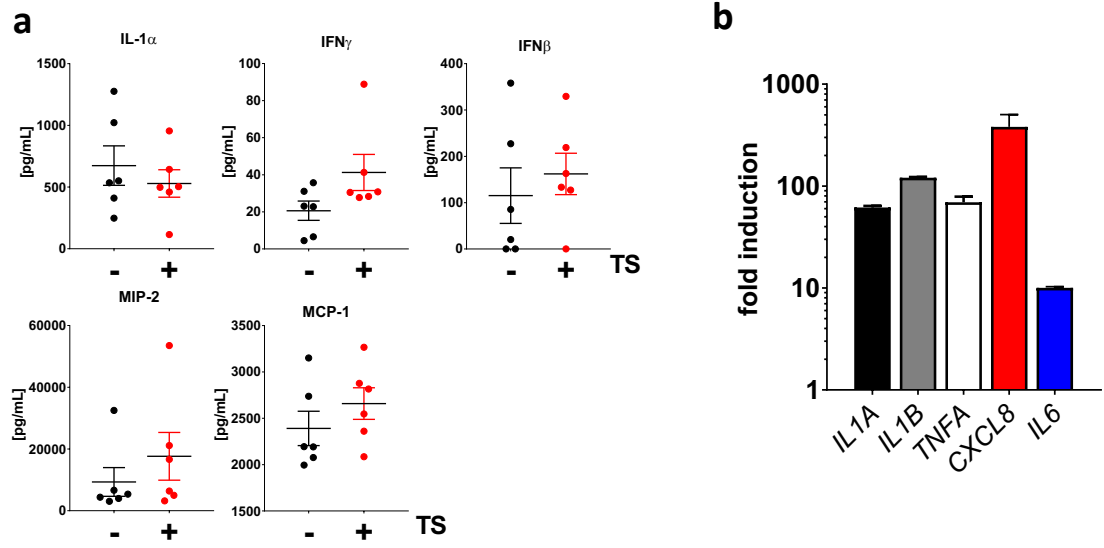 a
IL-1α
[pg/mL]
1500
1000
500
0
- +
IFNγ
[pg/mL]
100
80
60
40
20
0
- +
IFNβ
[pg/mL]
400
300
200
100
0
- + TS
MIP-2
[pg/mL]
60000
40000
20000
0
- +
MCP-1
[pg/mL]
3500
3000
2500
2000
1500
- + TS
b
fold induction
1000
100
10
1
IL1A
IL1B
TNFA
CXCL8
IL6